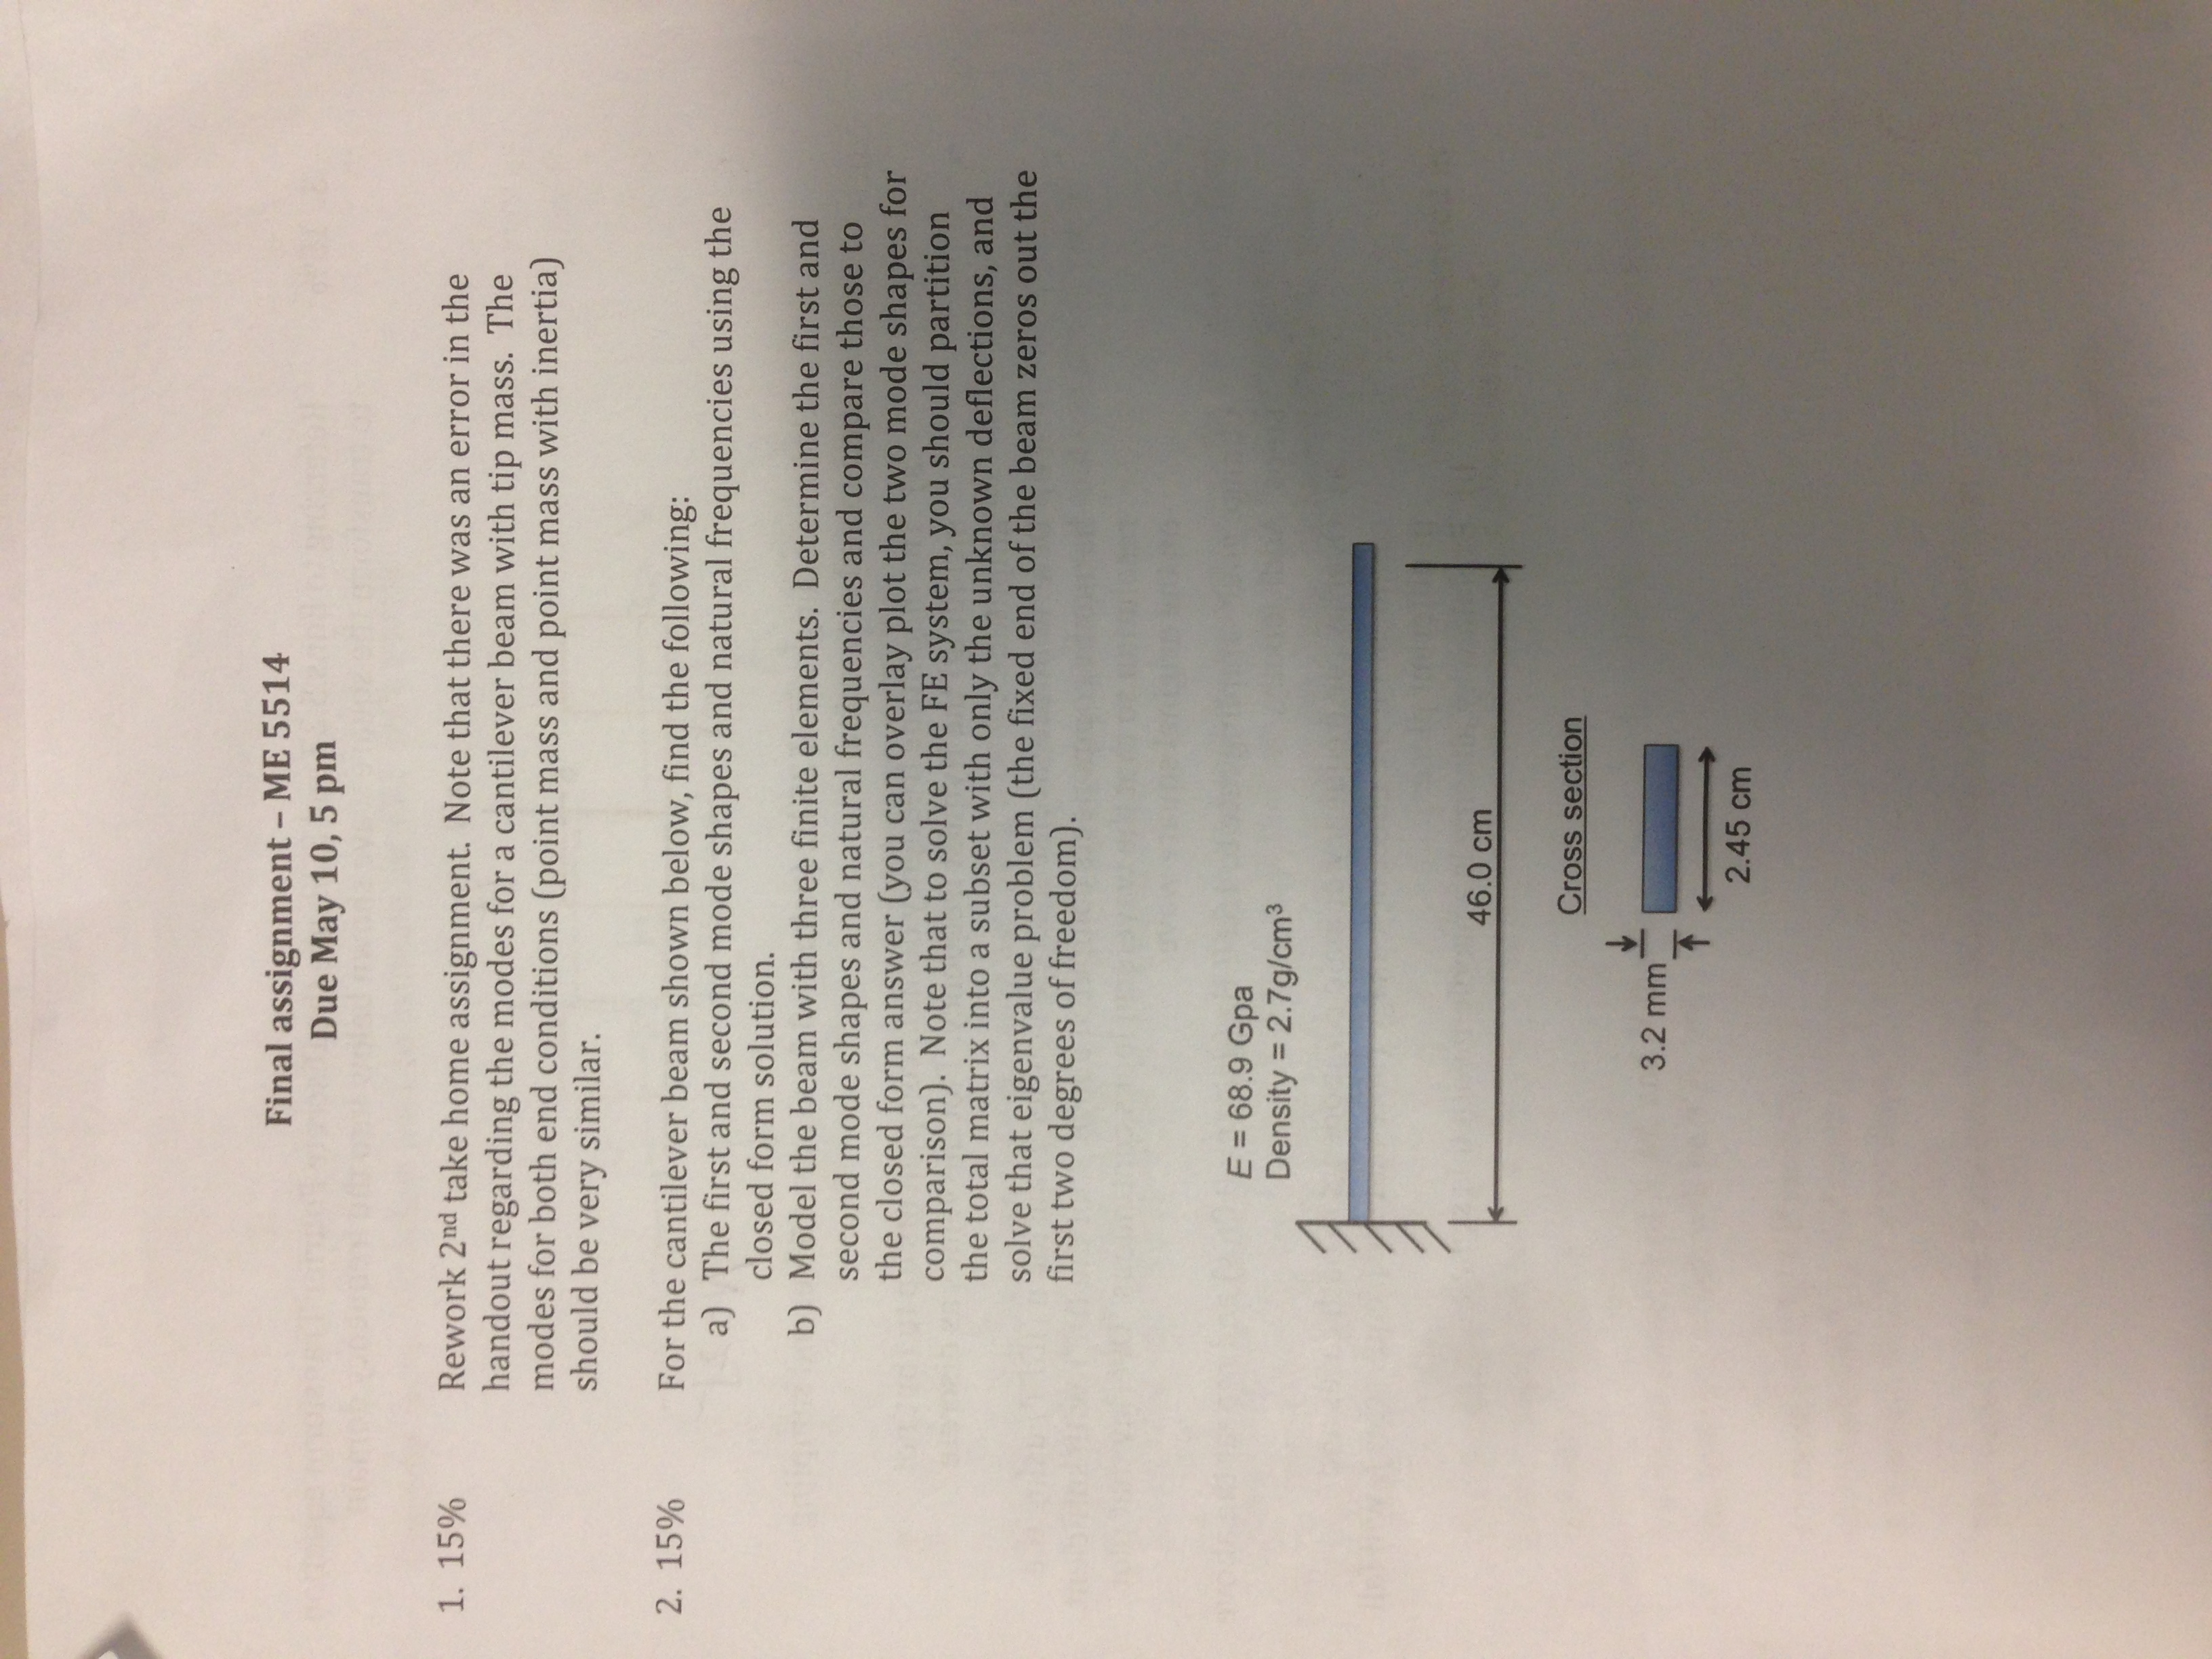 Final assignment – ME 5514
Due May 10, 5 pm
1. 15% Rework 2nd take home assignment. Note that there was an error in the
handout regarding the modes for a cantilever beam with tip mass. The
modes for both end conditions (point mass and point mass with inertia)
should be very similar.
2. 15% For the cantilever beam shown below, find the following:
a) The first and second mode shapes and natural frequencies using the
closed form solution.
b) Model the beam with three finite elements. Determine the first and
second mode shapes and natural frequencies and compare those to
the closed form answer (you can overlay plot the two mode shapes for
comparison). Note that to solve the FE system, you should partition
the total matrix into a subset with only the unknown deflections, and
solve that eigenvalue problem (the fixed end of the beam zeros out the
first two degrees of freedom).
E = 68.9 Gpa
Density = 2.7g/cm3
46.0 cm
Cross section
3.2 mm
2.45 cm